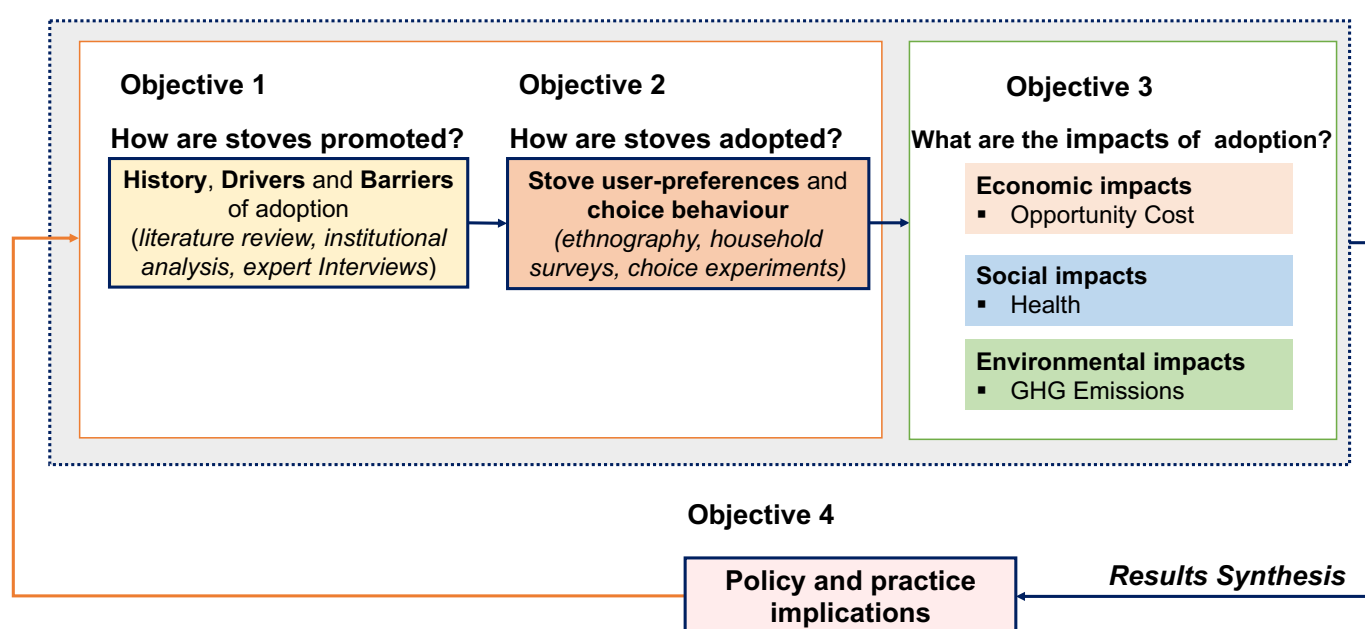 Objective 1
How are stoves promoted?
History, Drivers and Barriers
of adoption
(literature review, institutional
analysis, expert Interviews)
Objective 2
How are stoves adopted?
Stove user-preferences and
choice behaviour
(ethnography, household
surveys, choice experiments)
Objective 3
What are the impacts of adoption?
Economic impacts
▪ Opportunity Cost
Social impacts
▪ Health
Environmental impacts
▪ GHG Emissions
Objective 4
Policy and practice
implications
Results Synthesis